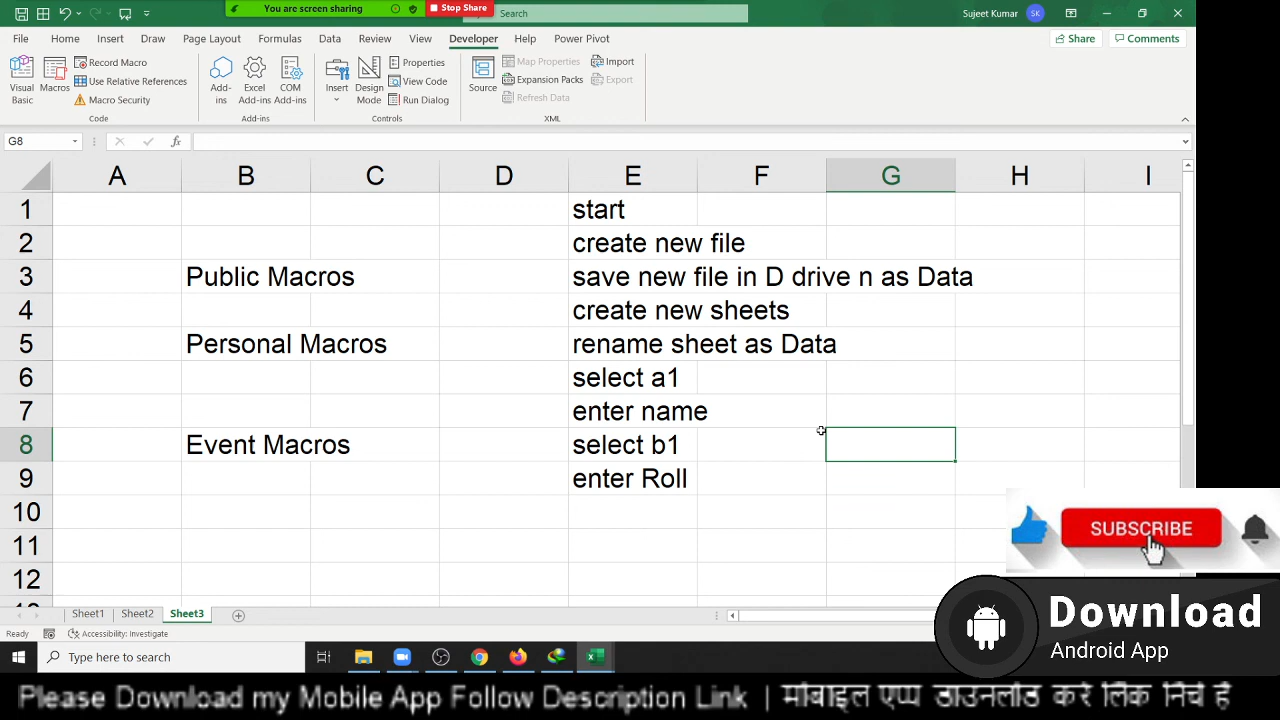 You are screen sharing
Stop Share
Search
Sujeet Kumar
SK
File Home Insert Draw Page Layout Formulas Data Review View Developer Help Power Pivot
Share
Comments
Visual Basic
Macros
Record Macro
Use Relative References
Macro Security
Code
Add-ins
Excel Add-ins
COM Add-ins
Add-ins
Insert
Design Mode
Properties
View Code
Run Dialog
Controls
Source
Map Properties
Expansion Packs
Refresh Data
Import
Export
XML
G8
fx
A B C D E F G H I
1 start
2 create new file
3 Public Macros save new file in D drive n as Data
4 create new sheets
5 Personal Macros rename sheet as Data
6 select a1
7 enter name
8 Event Macros select b1
9 enter Roll
10
11
12
SUBSCRIBE
Sheet1 Sheet2 Sheet3
Ready
Accessibility: Investigate
Download
Android App
Type here to search
Please Download my Mobile App Follow Description Link | मोबाइल एप्प डाउनलोड करे लिंक निचे है